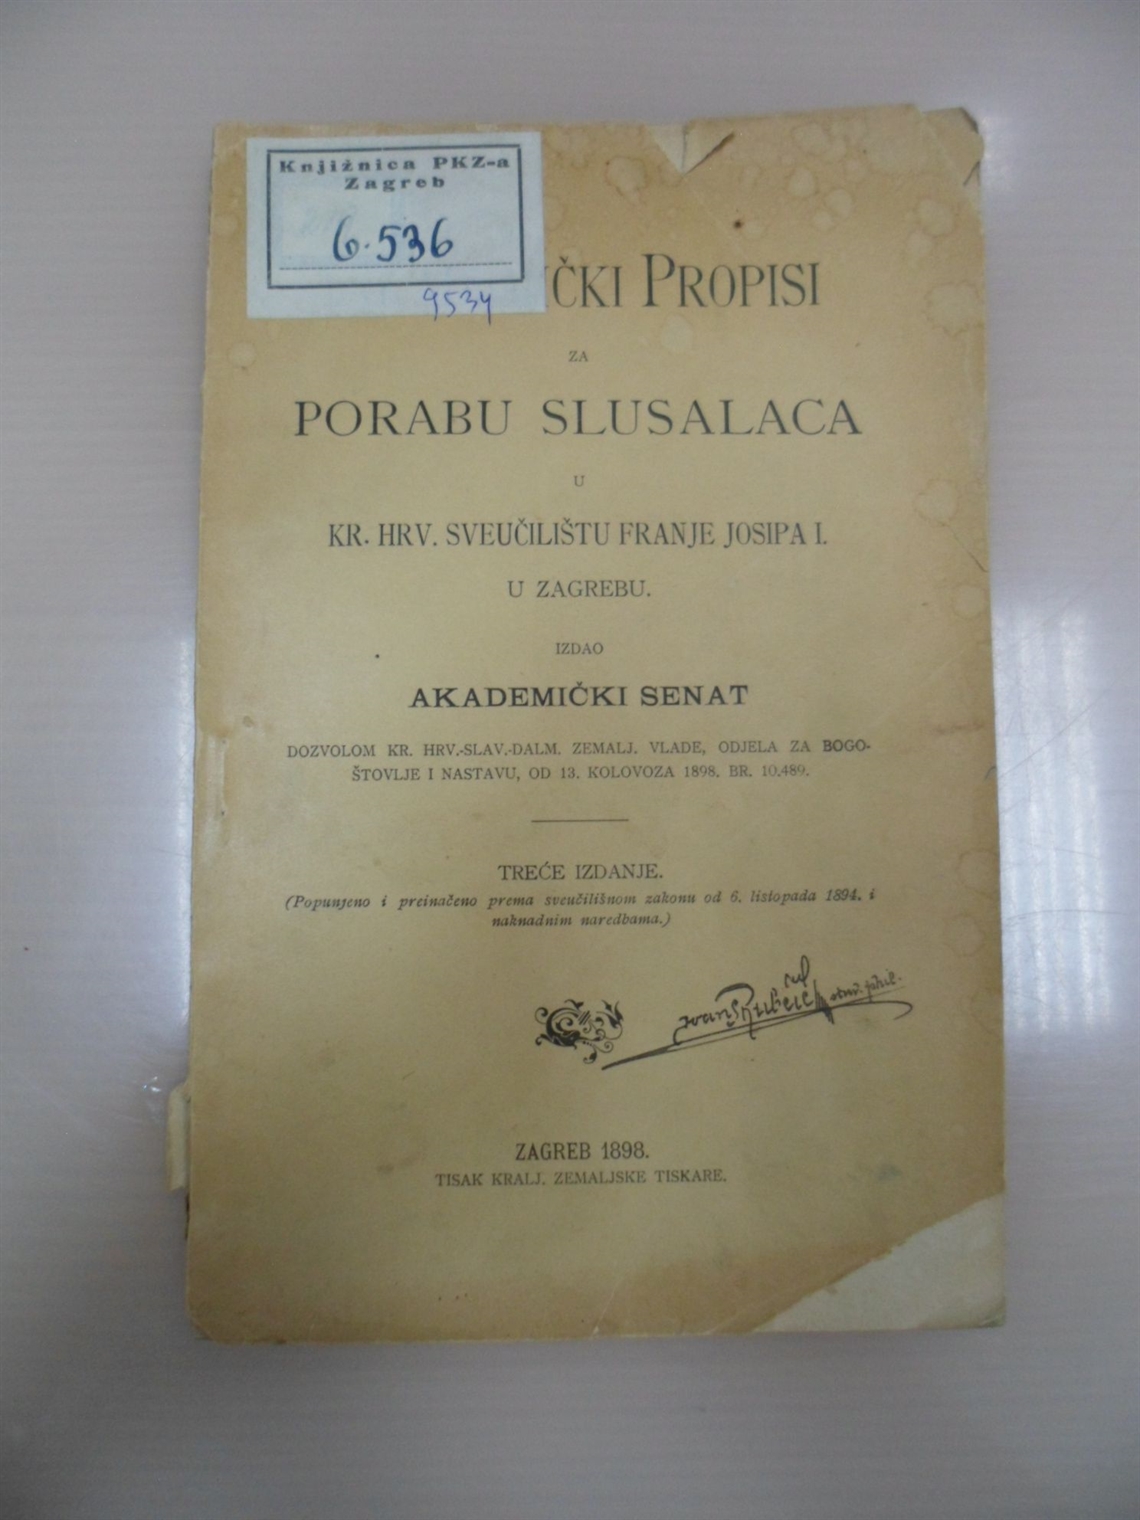 Knjižnica PKZ-a
Zagreb
6.536
9534
ČKI PROPISI
ZA
PORABU SLUSALACA
U
KR. HRV. SVEUČILIŠTU FRANJE JOSIPA I.
U ZAGREBU.
IZDAO
AKADEMIČKI SENAT
DOZVOLOM KR. HRV.-SLAV.-DALM. ZEMALJ. VLADE, ODJELA ZA BOGO-
ŠTOVLJE I NASTAVU, OD 13. KOLOVOZA 1898. BR. 10.489.
TREĆE IZDANJE.
(Popunjeno i preinačeno prema sveučilišnom zakonu od 6. listopada 1894. i
naknadnim naredbama.)
ZAGREB 1898.
TISAK KRALJ. ZEMALJSKE TISKARE.